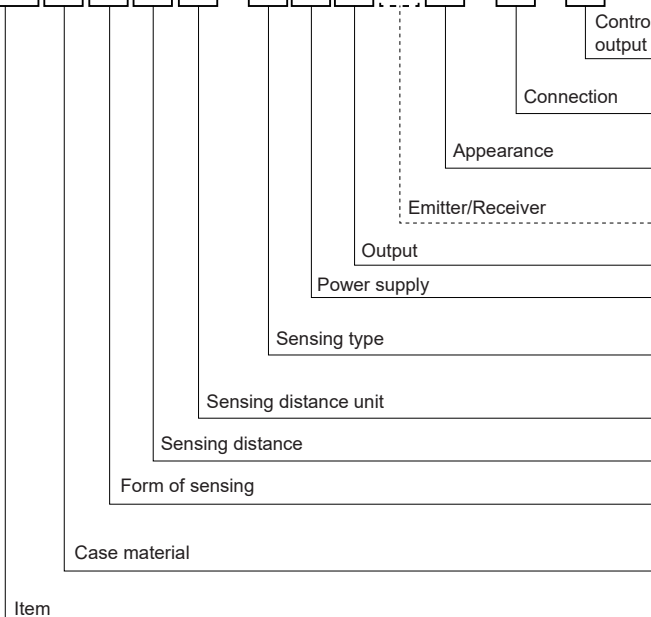 Contro
output
Connection
Appearance
Emitter/Receiver
Output
Power supply
Sensing type
Sensing distance unit
Sensing distance
Form of sensing
Case material
Item